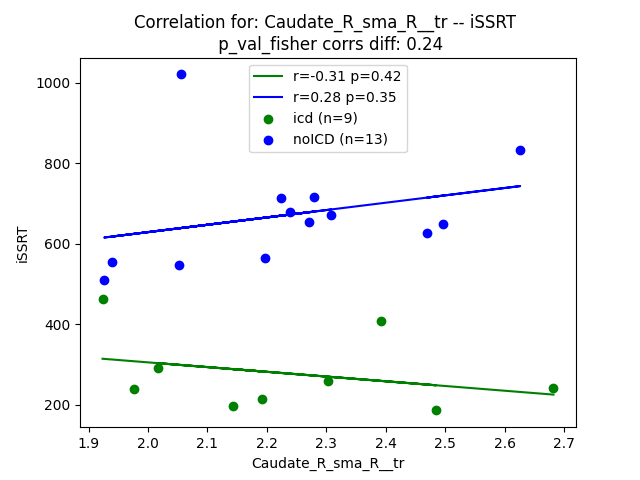 Correlation for: Caudate_R_sma_R__tr -- iSSRT
p_val_fisher corrs diff: 0.24
r=-0.31 p=0.42
r=0.28 p=0.35
icd (n=9)
noICD (n=13)
iSSRT
1000
800
600
400
200
1.9 2.0 2.1 2.2 2.3 2.4 2.5 2.6 2.7
Caudate_R_sma_R__tr